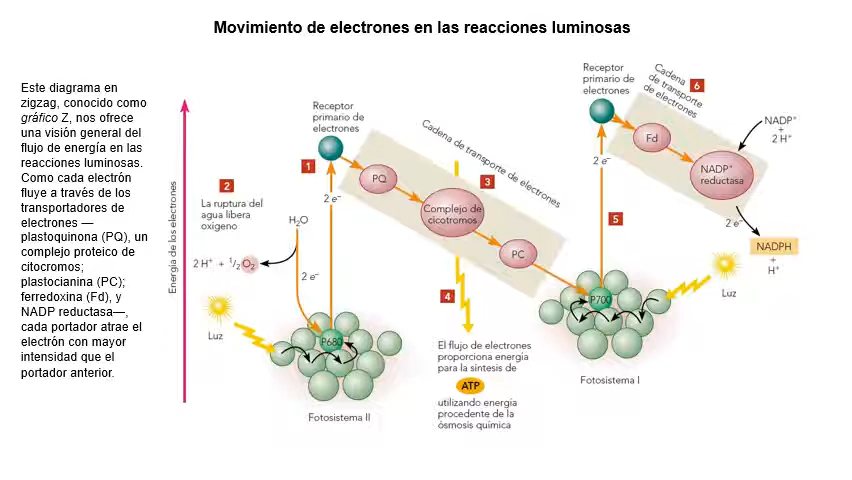 Movimiento de electrones en las reacciones luminosas
Este diagrama en
zigzag, conocido como
gráfico Z, nos ofrece
una visión general del
flujo de energía en las
reacciones luminosas.
Como cada electrón
fluye a través de los
transportadores de
electrones —
plastoquinona (PQ), un
complejo proteico de
citocromos;
plastocianina (PC);
ferredoxina (Fd), y
NADP reductasa—,
cada portador atrae el
electrón con mayor
intensidad que el
portador anterior.
Energía de los electrones
2
La ruptura del
agua libera
oxígeno
H₂O
2 H⁺ + ¹/₂ O₂
2 e⁻
Luz
P680
Fotosistema II
Receptor
primario de
electrones
1
2 e⁻
Cadena de transporte de electrones
PQ
3
Complejo de
cicotromos
PC
4
El flujo de electrones
proporciona energía
para la síntesis de
ATP
utilizando energía
procedente de la
ósmosis química
Receptor
primario de
electrones
2 e⁻
5
P700
Fotosistema I
Luz
Cadena
de transporte
de electrones
6
Fd
NADP⁺
reductasa
NADP⁺
+
2 H⁺
2 e⁻
NADPH
+
H⁺